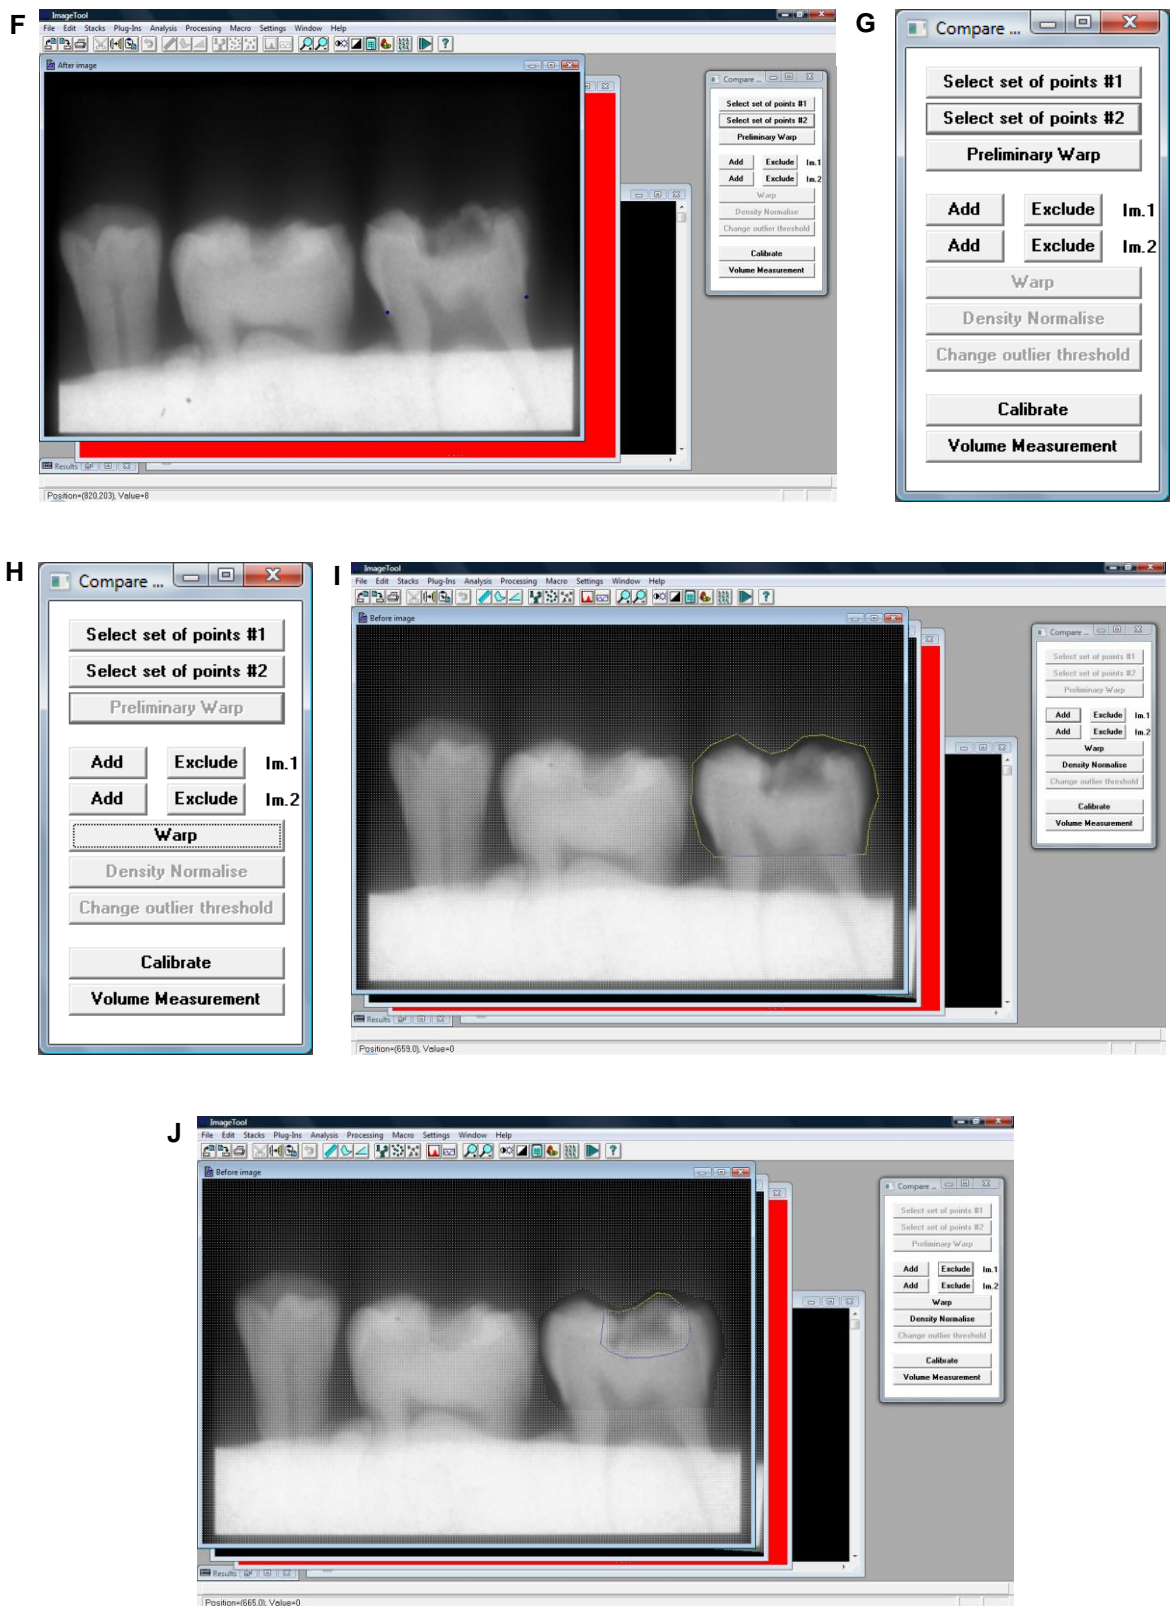 F
ImageTool
File Edit Stacks Plug-Ins Analysis Processing Macro Settings Window Help
After image
Compare ...
Select set of points #1
Select set of points #2
Preliminary Warp
Add Exclude Im.1
Add Exclude Im.2
Warp
Density Normalise
Change outlier threshold
Calibrate
Volume Measurement
Results
Position=(820,203), Value=8
G
Compare ...
Select set of points #1
Select set of points #2
Preliminary Warp
Add Exclude Im.1
Add Exclude Im.2
Warp
Density Normalise
Change outlier threshold
Calibrate
Volume Measurement
H
Compare ...
Select set of points #1
Select set of points #2
Preliminary Warp
Add Exclude Im.1
Add Exclude Im.2
Warp
Density Normalise
Change outlier threshold
Calibrate
Volume Measurement
I
ImageTool
File Edit Stacks Plug-Ins Analysis Processing Macro Settings Window Help
Before image
Compare ...
Select set of points #1
Select set of points #2
Preliminary Warp
Add Exclude Im.1
Add Exclude Im.2
Warp
Density Normalise
Change outlier threshold
Calibrate
Volume Measurement
Results
Position=(659,0), Value=0
J
ImageTool
File Edit Stacks Plug-Ins Analysis Processing Macro Settings Window Help
Before image
Compare ...
Select set of points #1
Select set of points #2
Preliminary Warp
Add Exclude Im.1
Add Exclude Im.2
Warp
Density Normalise
Change outlier threshold
Calibrate
Volume Measurement
Results
Position=(665,0), Value=0